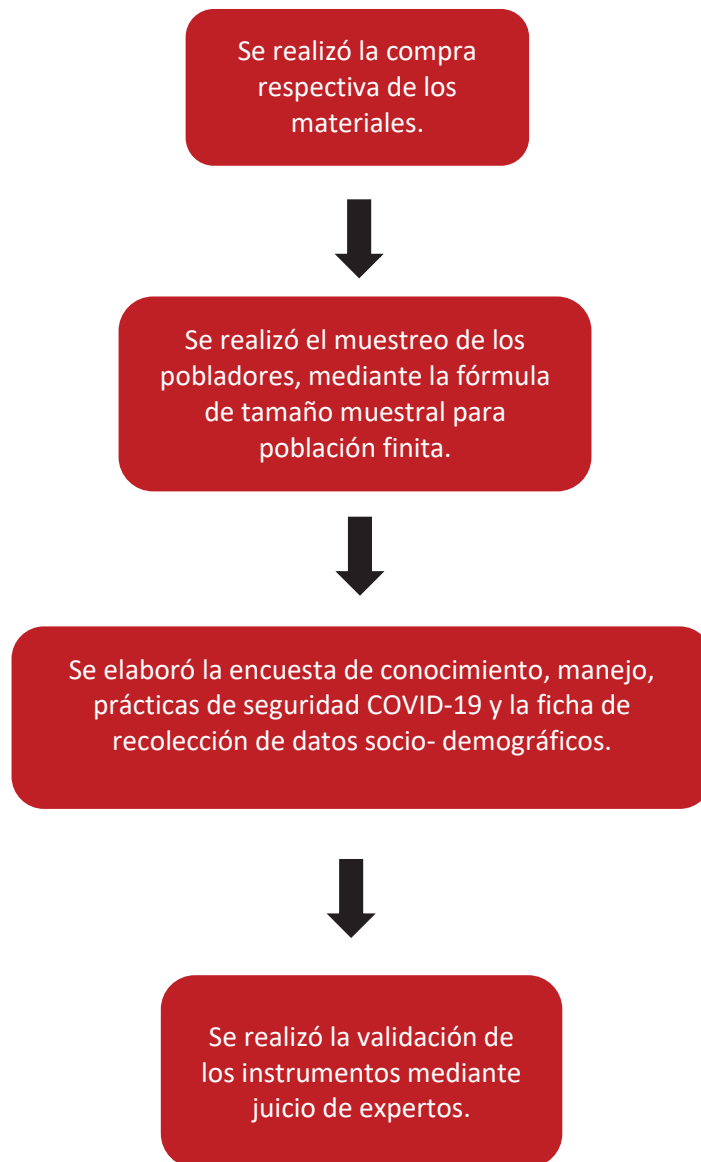 Se realizó la compra
respectiva de los
materiales.
Se realizó el muestreo de los
pobladores, mediante la fórmula
de tamaño muestral para
población finita.
Se elaboró la encuesta de conocimiento, manejo,
prácticas de seguridad COVID-19 y la ficha de
recolección de datos socio- demográficos.
Se realizó la validación de
los instrumentos mediante
juicio de expertos.